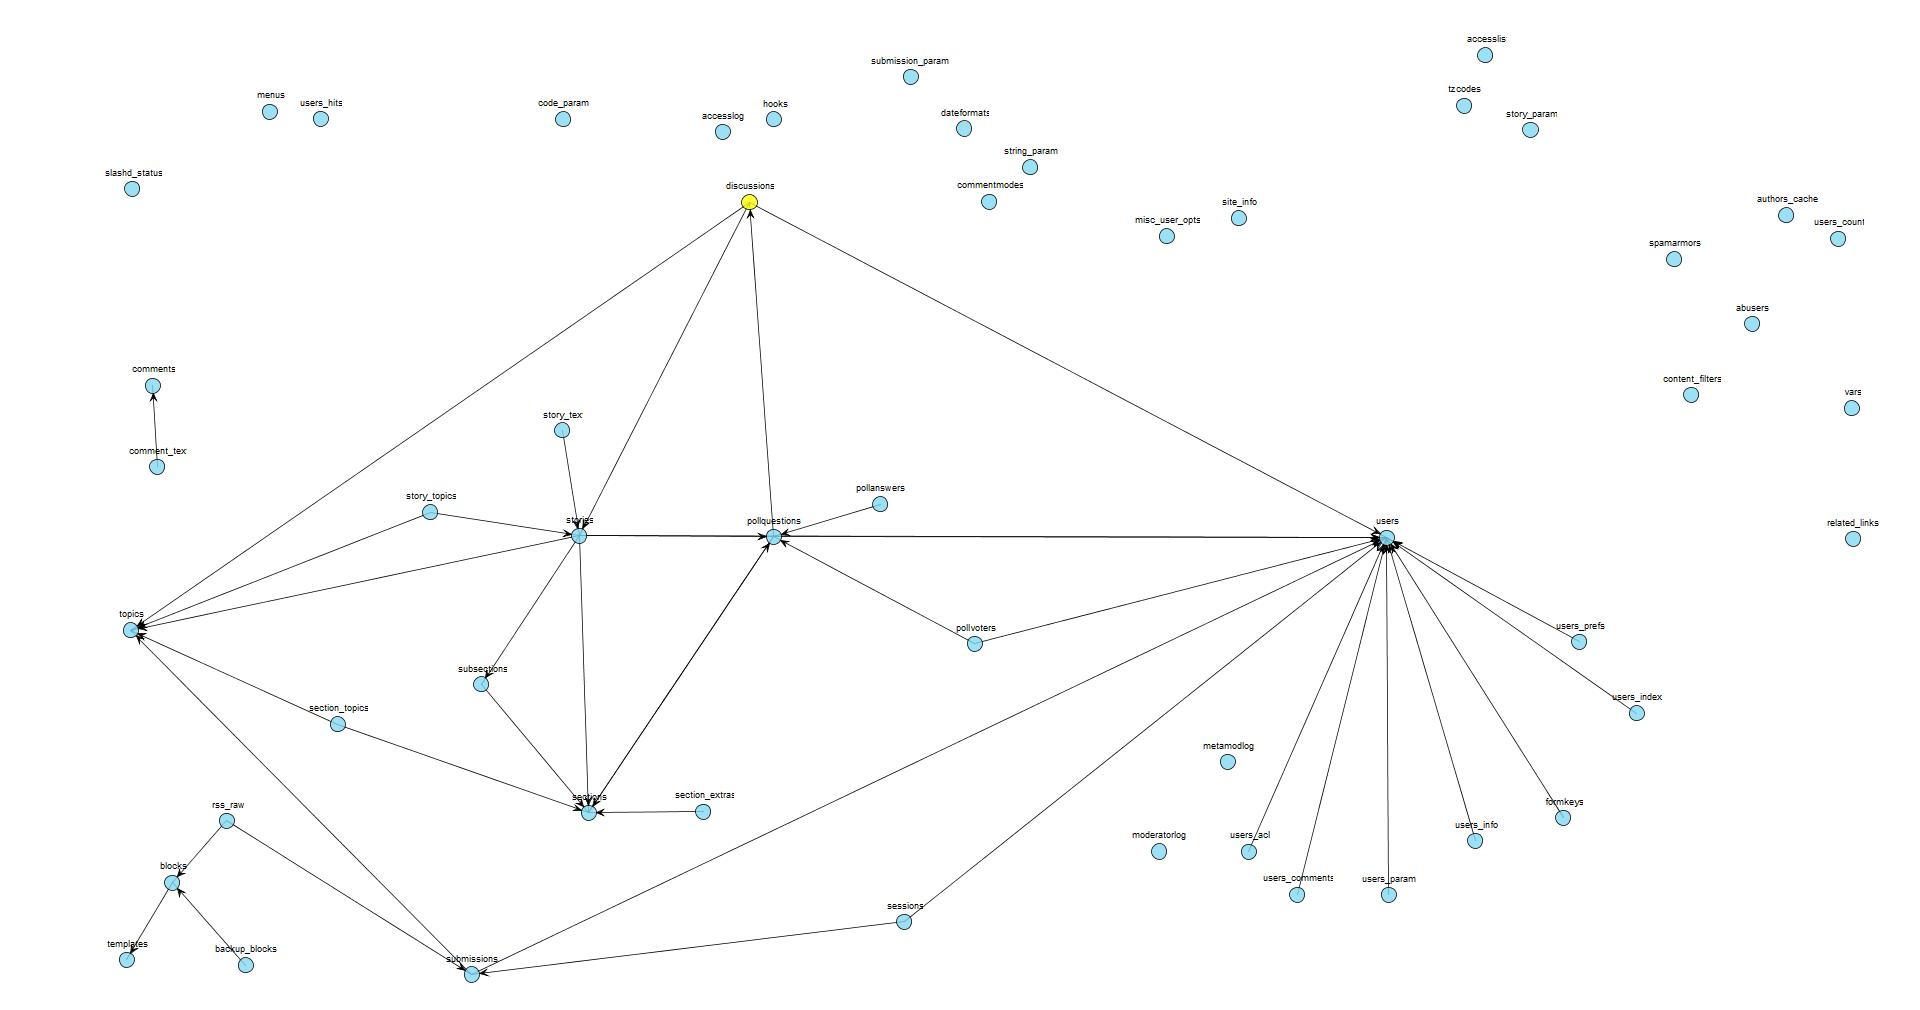 accesslis
submission_param
tzcodes
menus
users_hits
code_param
hooks
accesslog
dateformats
story_param
string_param
slashd_status
discussions
commentmodes
authors_cache
site_info
misc_user_opts
users_count
spamarmors
abusers
comments
content_filters
vars
story_tex
comment_tex
pollanswers
story_topics
stories
pollquestions
users
related_links
topics
pollvoters
users_prefs
subsections
users_index
section_topics
metamodlog
sections
section_extras
rss_raw
formkeys
users_info
moderatorlog
users_acl
blocks
users_comments
users_param
sessions
templates
backup_blocks
submissions